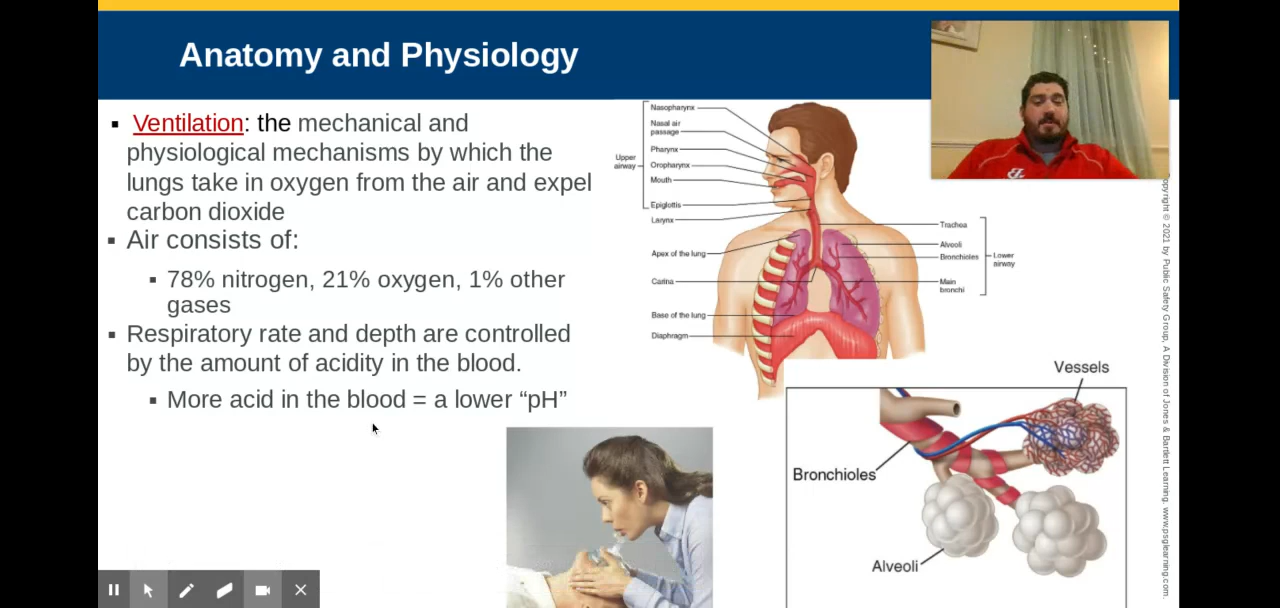 Anatomy and Physiology
▪ Ventilation: the mechanical and
physiological mechanisms by which the
lungs take in oxygen from the air and expel
carbon dioxide
▪ Air consists of:
▪ 78% nitrogen, 21% oxygen, 1% other
gases
▪ Respiratory rate and depth are controlled
by the amount of acidity in the blood.
▪ More acid in the blood = a lower “pH”
Upper
airway
Nasopharynx
Nasal air
passage
Pharynx
Oropharynx
Mouth
Epiglottis
Larynx
Apex of the lung
Carina
Base of the lung
Diaphragm
Trachea
Alveoli
Bronchioles
Main
bronchi
Lower
airway
Vessels
Bronchioles
Alveoli
Copyright © 2021 by Public Safety Group, A Division of Jones & Bartlett Learning. www.psglearning.com.